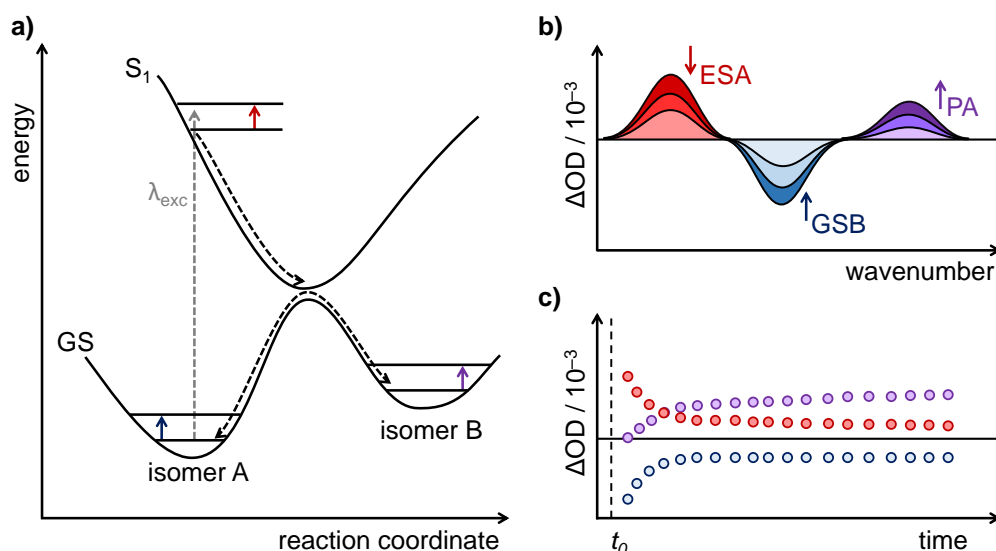 a)
S1
energy
λexc
GS
isomer A
isomer B
reaction coordinate
b)
ΔOD / 10⁻³
ESA
PA
GSB
wavenumber
c)
ΔOD / 10⁻³
t0
time